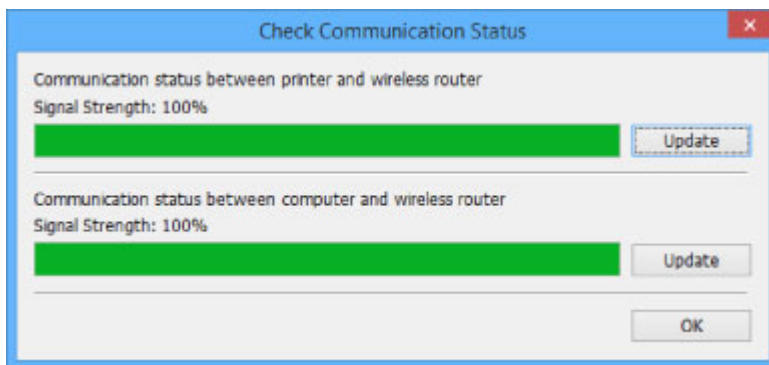 Check Communication Status
Communication status between printer and wireless router
Signal Strength: 100%
Update
Communication status between computer and wireless router
Signal Strength: 100%
Update
OK